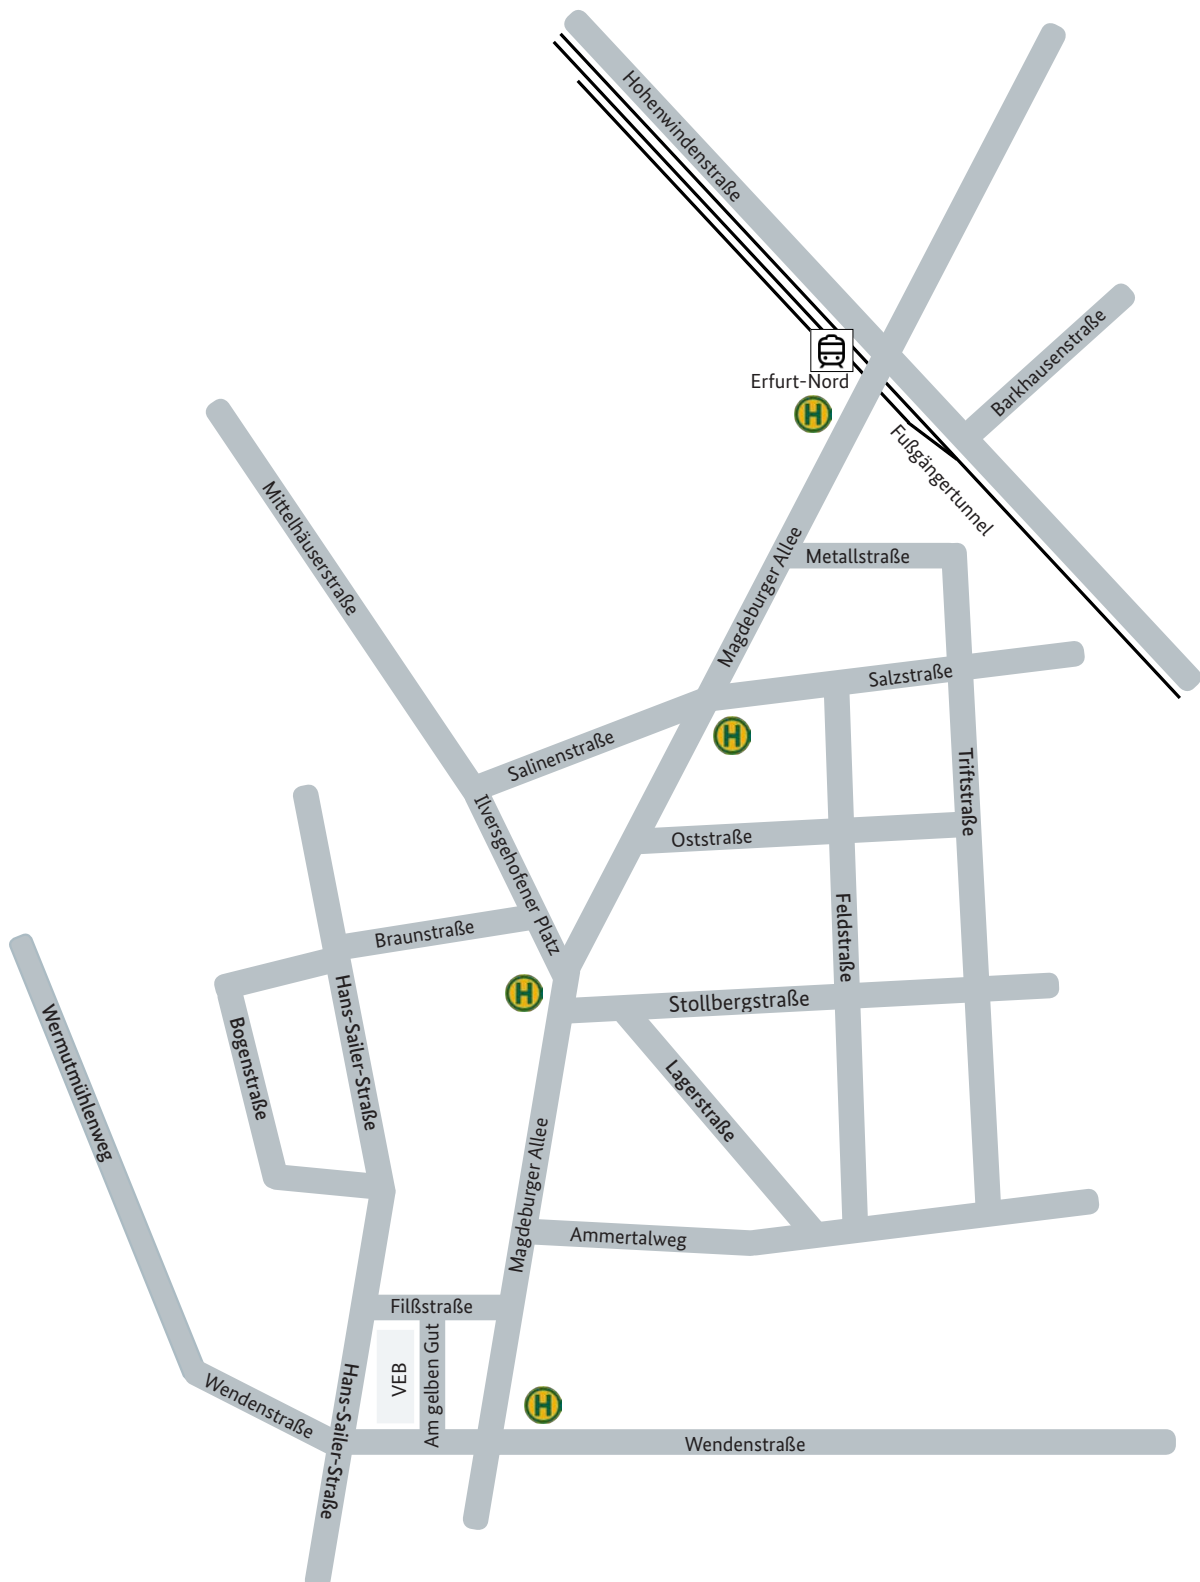 Hohenwindenstraße
Barkhausenstraße
Erfurt-Nord
H
Fußgängertunnel
Mittelhäuserstraße
Magdeburger Allee
Metallstraße
Salzstraße
Salinenstraße
H
Triftstraße
Ilversgehofener Platz
Oststraße
Feldstraße
Braunstraße
H
Stollbergstraße
Hans-Sailer-Straße
Bogenstraße
Wermutmühlenweg
Lagerstraße
Magdeburger Allee
Ammertalweg
Filßstraße
VEB
Am gelben Gut
Hans-Sailer-Straße
Wendenstraße
H
Wendenstraße